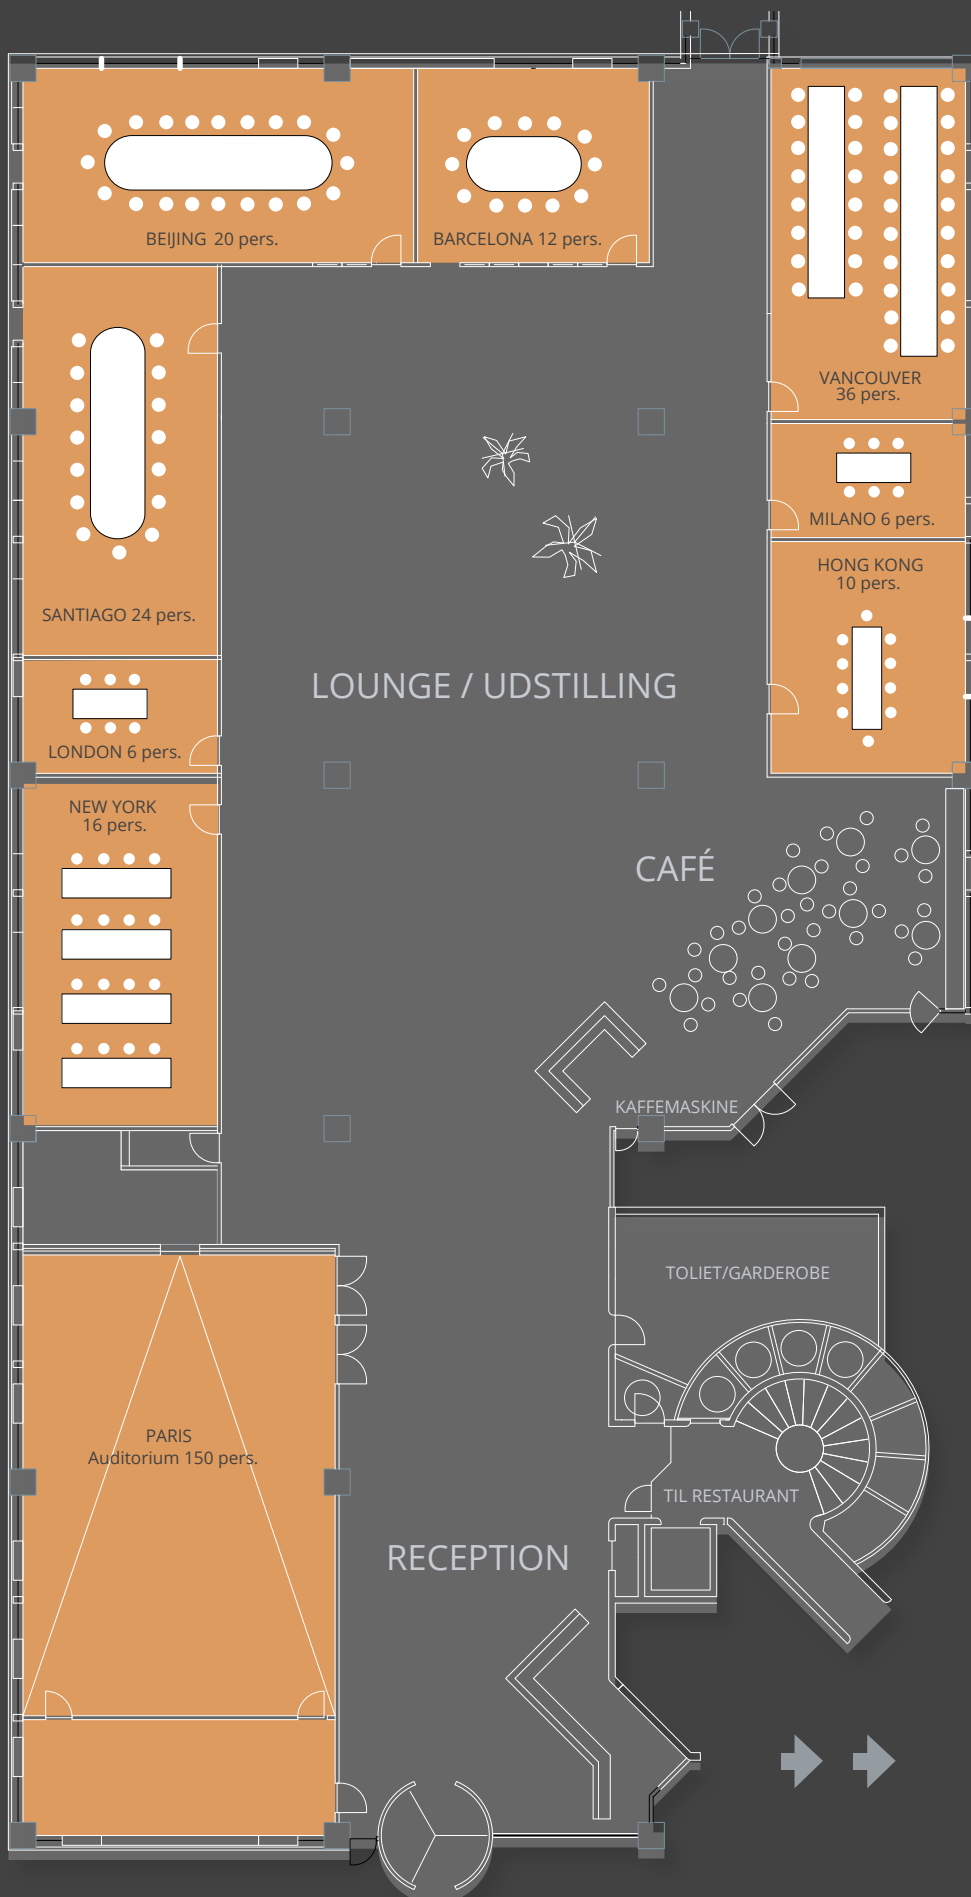 BEIJING 20 pers.
BARCELONA 12 pers.
VANCOUVER
36 pers.
MILANO 6 pers.
HONG KONG
10 pers.
SANTIAGO 24 pers.
LOUNGE / UDSTILLING
LONDON 6 pers.
NEW YORK
16 pers.
CAFÉ
KAFFEMASKINE
TOLIET/GARDEROBE
PARIS
Auditorium 150 pers.
TIL RESTAURANT
RECEPTION